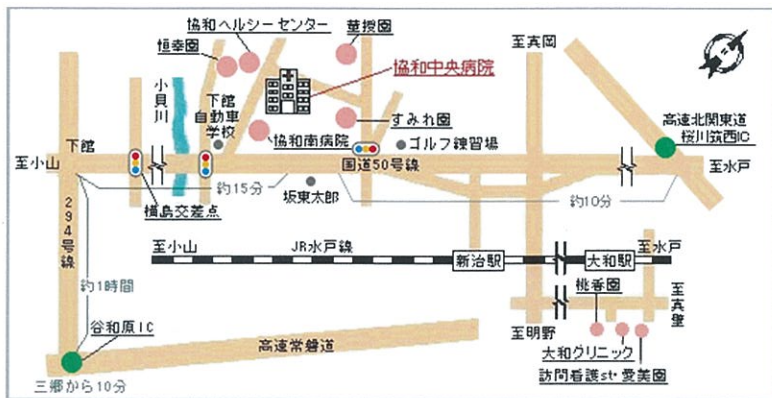 協和ヘルシーセンター
華授園
恒幸園
至真岡
協和中央病院
小貝川
下館
自動車
学校
すみれ園
高速北関東道
桜川筑西IC
下館
協和南病院
ゴルフ練習場
至小山
国道50号線
至水戸
約15分
坂東太郎
約10分
横島交差点
294号線
至小山
JR水戸線
新治駅
大和駅
至水戸
約1時間
桃香園
至真壁
谷和原IC
至明野
高速常磐道
大和クリニック
三郷から10分
訪問看護st・愛美園